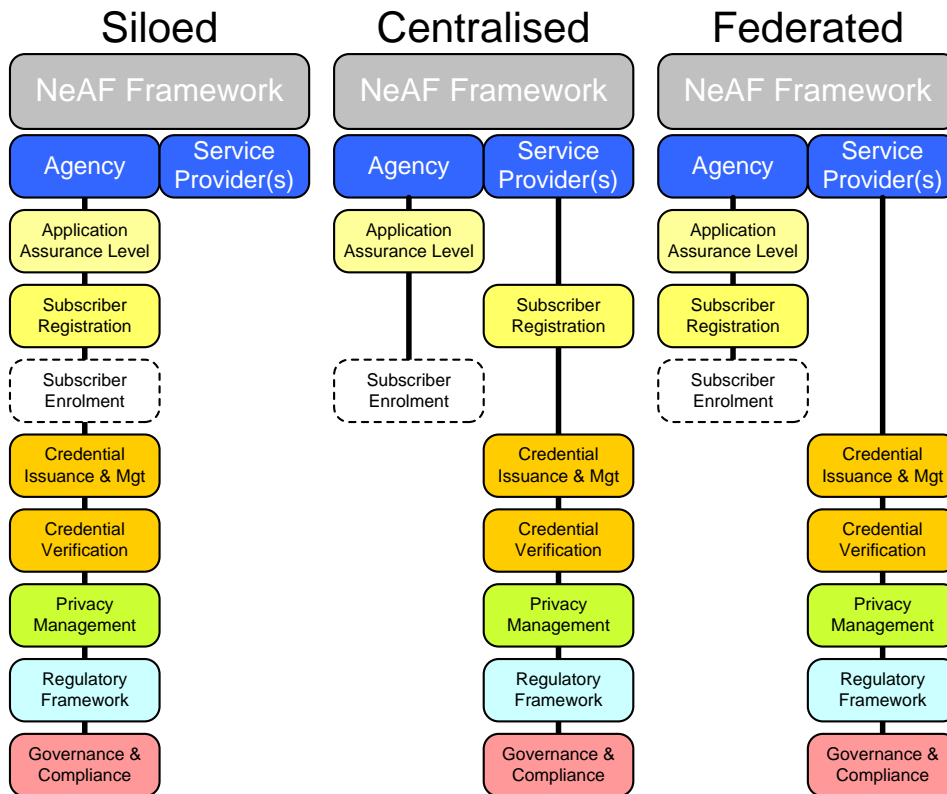 Siloed
NeAF Framework
Agency
Service
Provider(s)
Application
Assurance Level
Subscriber
Registration
Subscriber
Enrolment
Credential
Issuance & Mgt
Credential
Verification
Privacy
Management
Regulatory
Framework
Governance &
Compliance
Centralised
NeAF Framework
Agency
Service
Provider(s)
Application
Assurance Level
Subscriber
Registration
Subscriber
Enrolment
Credential
Issuance & Mgt
Credential
Verification
Privacy
Management
Regulatory
Framework
Governance &
Compliance
Federated
NeAF Framework
Agency
Service
Provider(s)
Application
Assurance Level
Subscriber
Registration
Subscriber
Enrolment
Credential
Issuance & Mgt
Credential
Verification
Privacy
Management
Regulatory
Framework
Governance &
Compliance